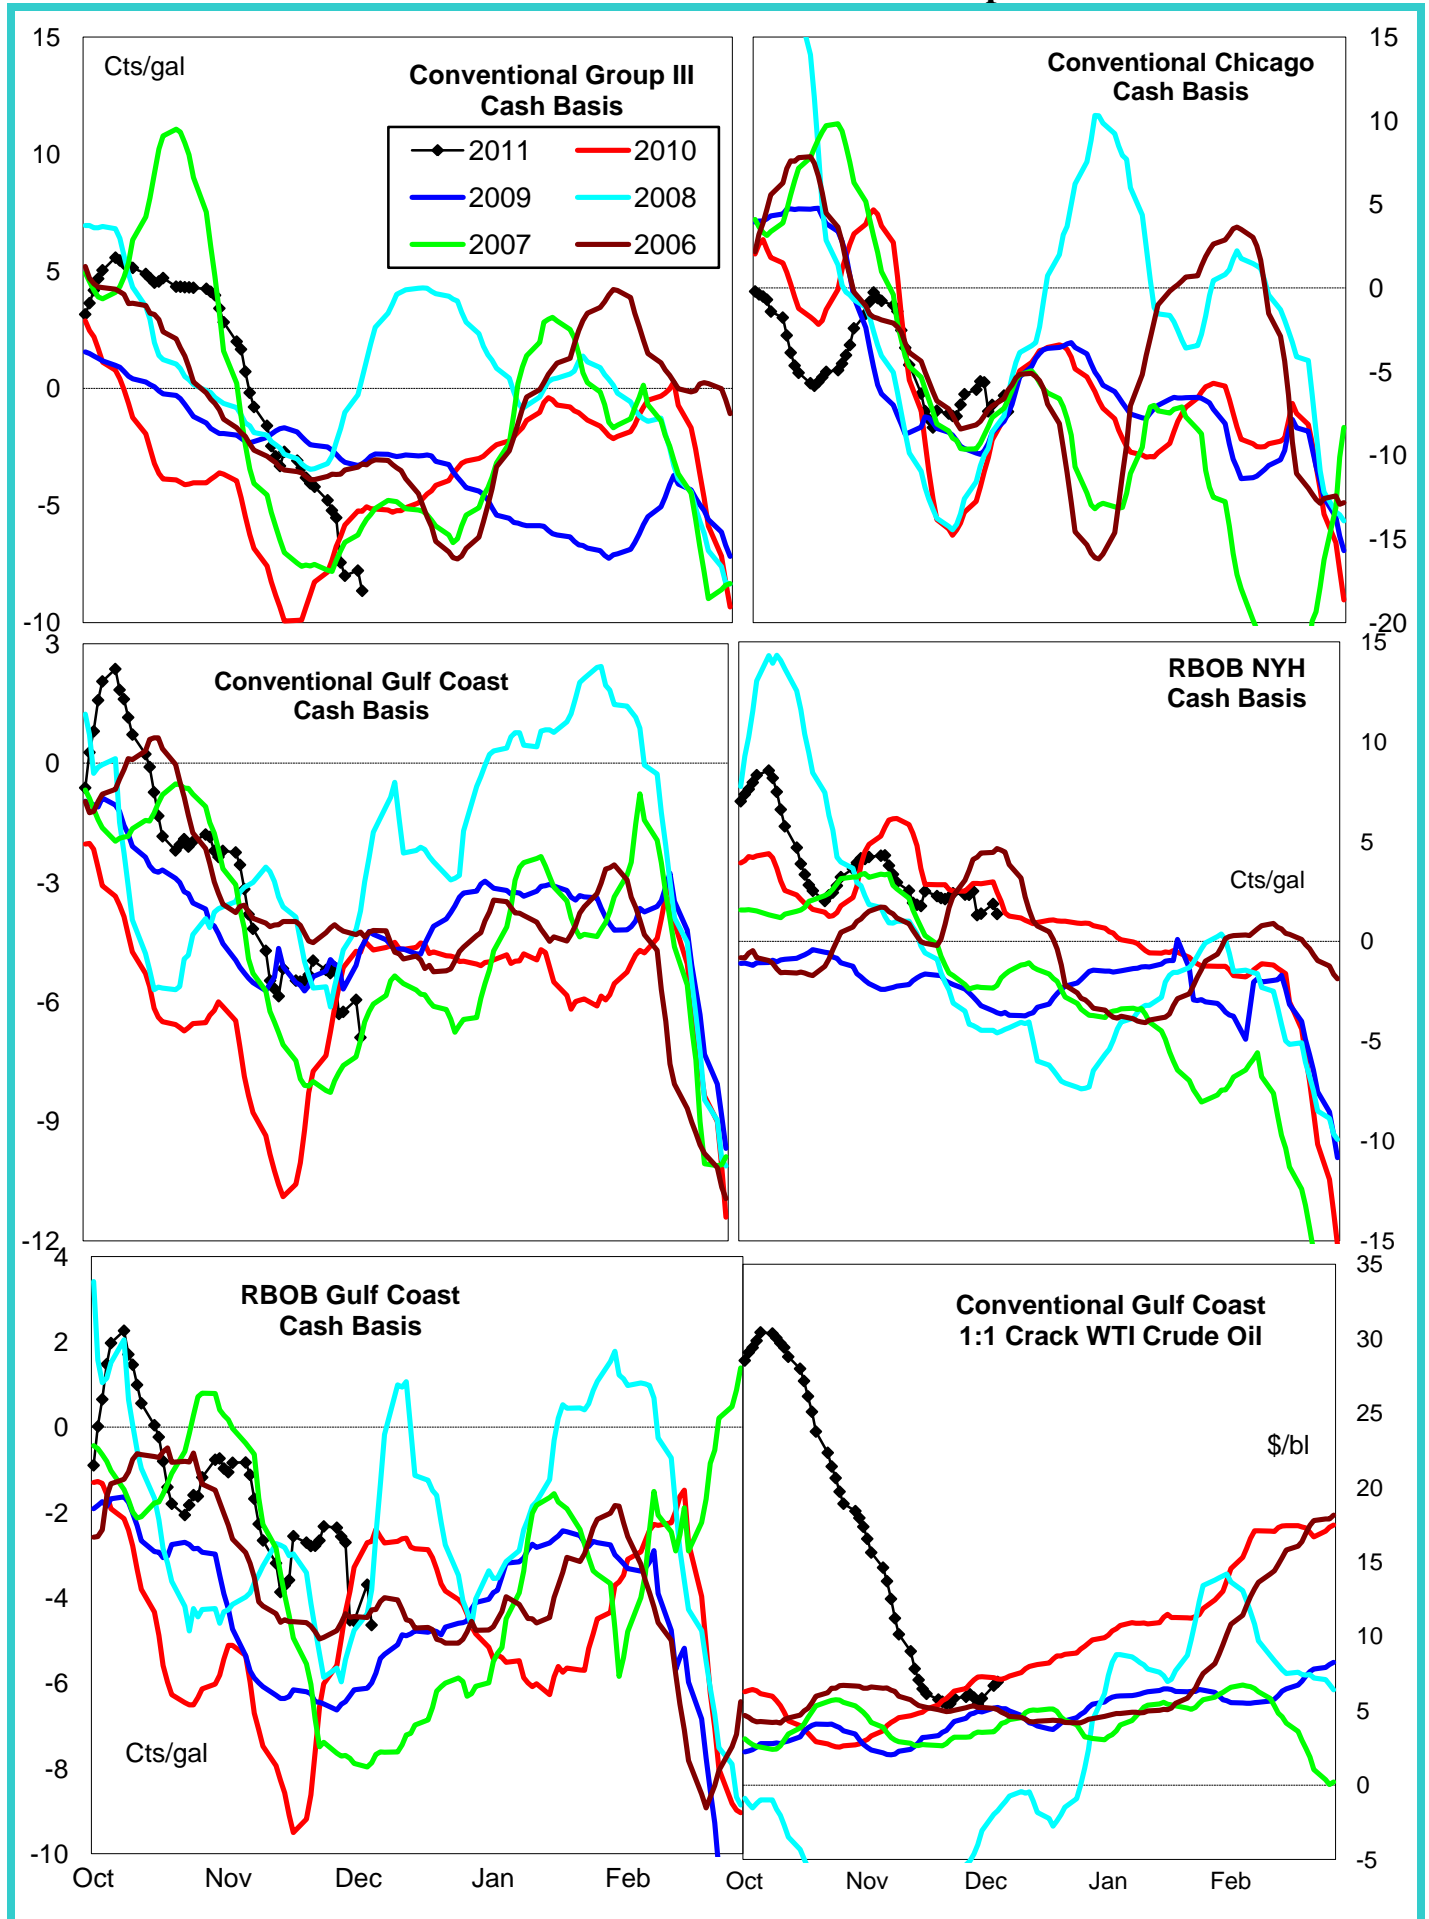 15
10
5
0
-5
-10
Cts/gal
Conventional Group III
Cash Basis
2011
2010
2009
2008
2007
2006
Conventional Chicago
Cash Basis
15
10
5
0
-5
-10
-15
-20
3
0
-3
-6
-9
-12
Conventional Gulf Coast
Cash Basis
RBOB NYH
Cash Basis
Cts/gal
15
10
5
0
-5
-10
-15
4
2
0
-2
-4
-6
-8
-10
RBOB Gulf Coast
Cash Basis
Cts/gal
Oct Nov Dec Jan Feb
Conventional Gulf Coast
1:1 Crack WTI Crude Oil
$/bl
35
30
25
20
15
10
5
0
-5
Oct Nov Dec Jan Feb